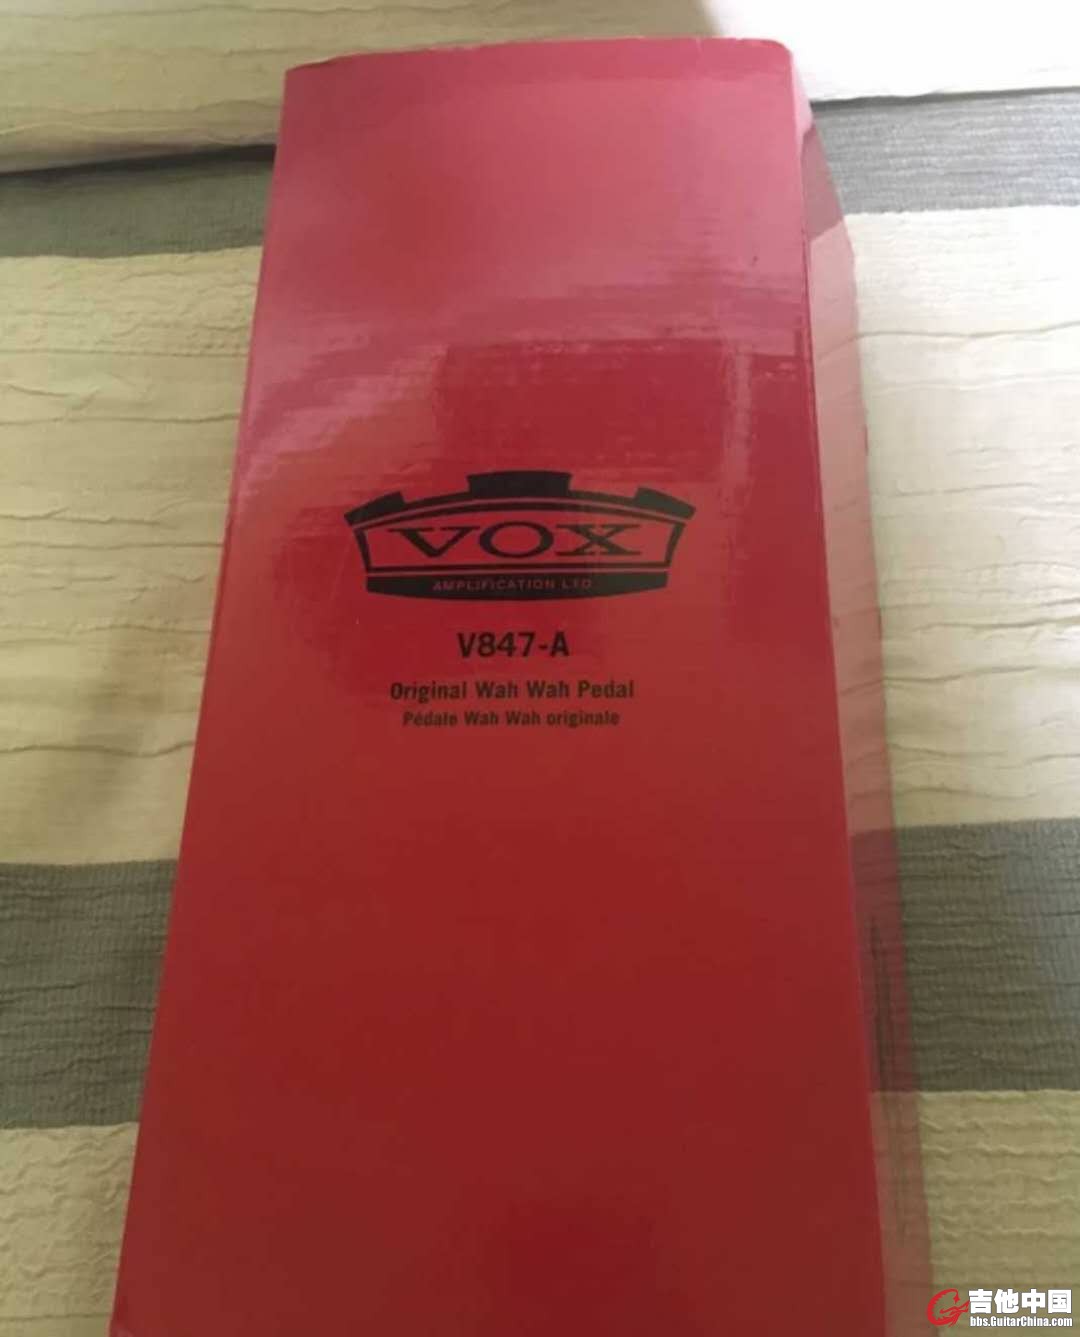 VOX
AMPLIFICATION LTD.
V847-A
Original Wah Wah Pedal
Pédale Wah Wah originale
吉他中国
bbs.GuitarChina.com